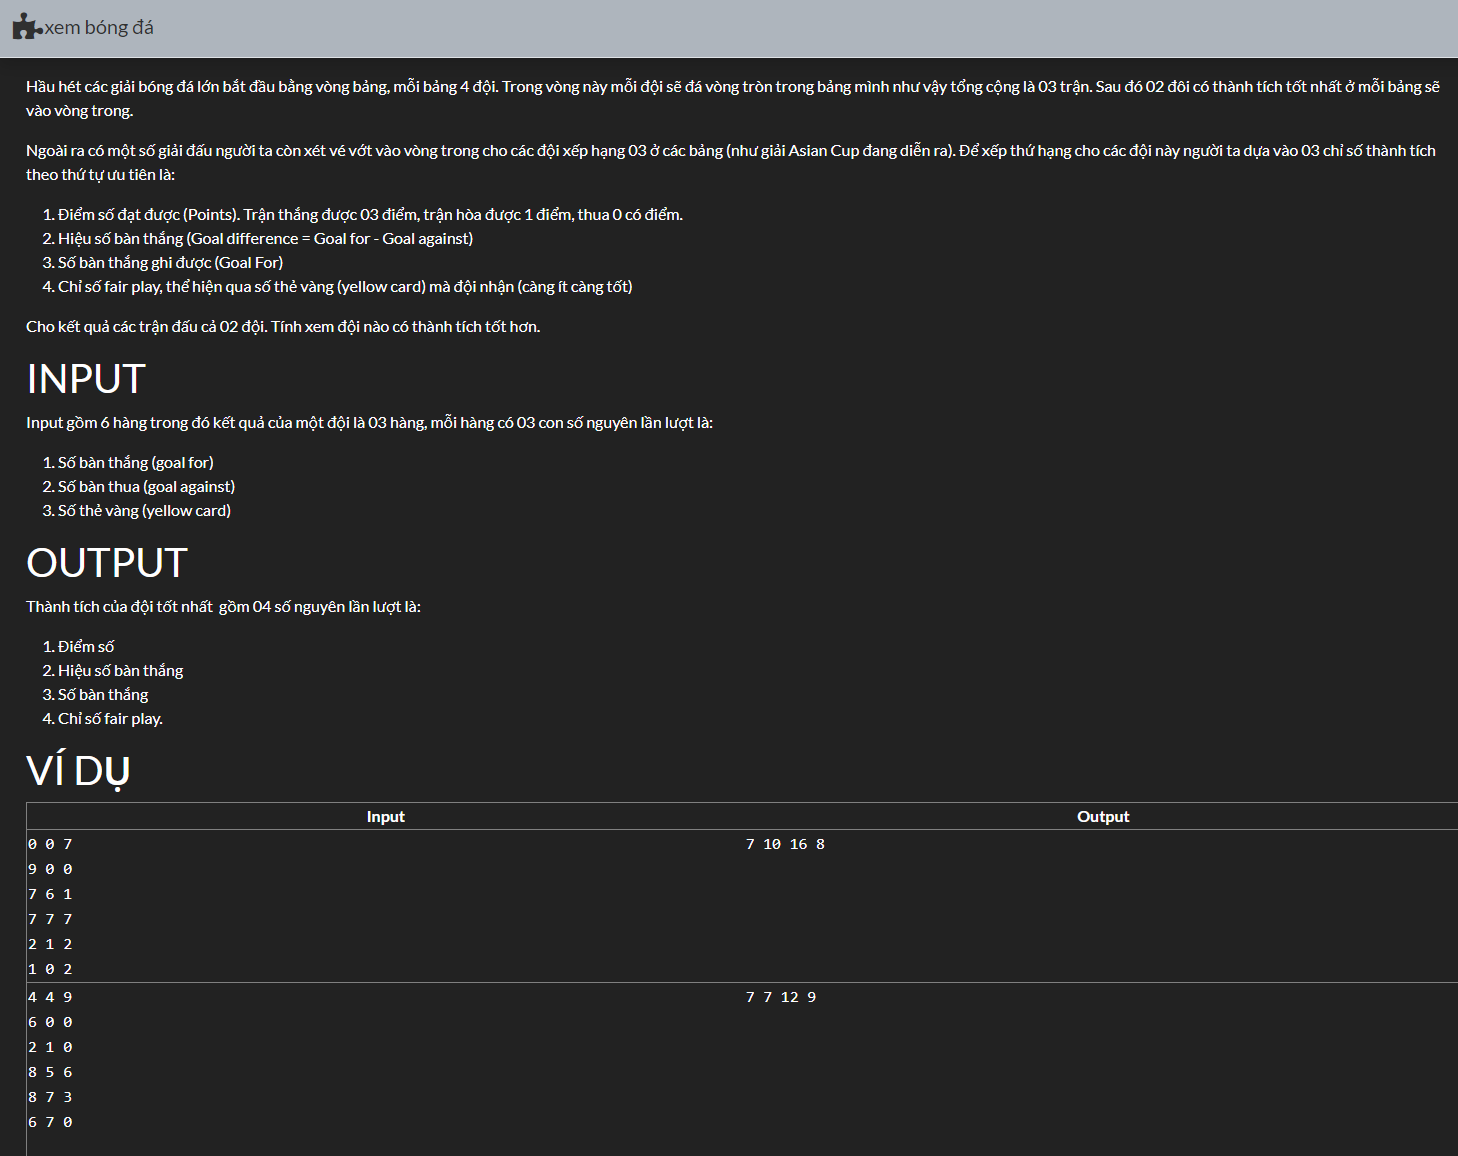 xem bóng đá
Hầu hết các giải bóng đá lớn bắt đầu bằng vòng bảng, mỗi bảng 4 đội. Trong vòng này mỗi đội sẽ đá vòng tròn trong bảng mình như vậy tổng cộng là 03 trận. Sau đó 02 đôi có thành tích tốt nhất ở mỗi bảng sẽ
vào vòng trong.
Ngoài ra có một số giải đấu người ta còn xét vé vớt vào vòng trong cho các đội xếp hạng 03 ở các bảng (như giải Asian Cup đang diễn ra). Để xếp thứ hạng cho các đội này người ta dựa vào 03 chỉ số thành tích
theo thứ tự ưu tiên là:
1. Điểm số đạt được (Points). Trận thắng được 03 điểm, trận hòa được 1 điểm, thua 0 có điểm.
2. Hiệu số bàn thắng (Goal difference = Goal for - Goal against)
3. Số bàn thắng ghi được (Goal For)
4. Chỉ số fair play, thể hiện qua số thẻ vàng (yellow card) mà đội nhận (càng ít càng tốt)
Cho kết quả các trận đấu cả 02 đội. Tính xem đội nào có thành tích tốt hơn.
INPUT
Input gồm 6 hàng trong đó kết quả của một đội là 03 hàng, mỗi hàng có 03 con số nguyên lần lượt là:
1. Số bàn thắng (goal for)
2. Số bàn thua (goal against)
3. Số thẻ vàng (yellow card)
OUTPUT
Thành tích của đội tốt nhất gồm 04 số nguyên lần lượt là:
1. Điểm số
2. Hiệu số bàn thắng
3. Số bàn thắng
4. Chỉ số fair play.
VÍ DỤ
Input Output
0 0 7 7 10 16 8
9 0 0
7 6 1
7 7 7
2 1 2
1 0 2
4 4 9 7 7 12 9
6 0 0
2 1 0
8 5 6
8 7 3
6 7 0